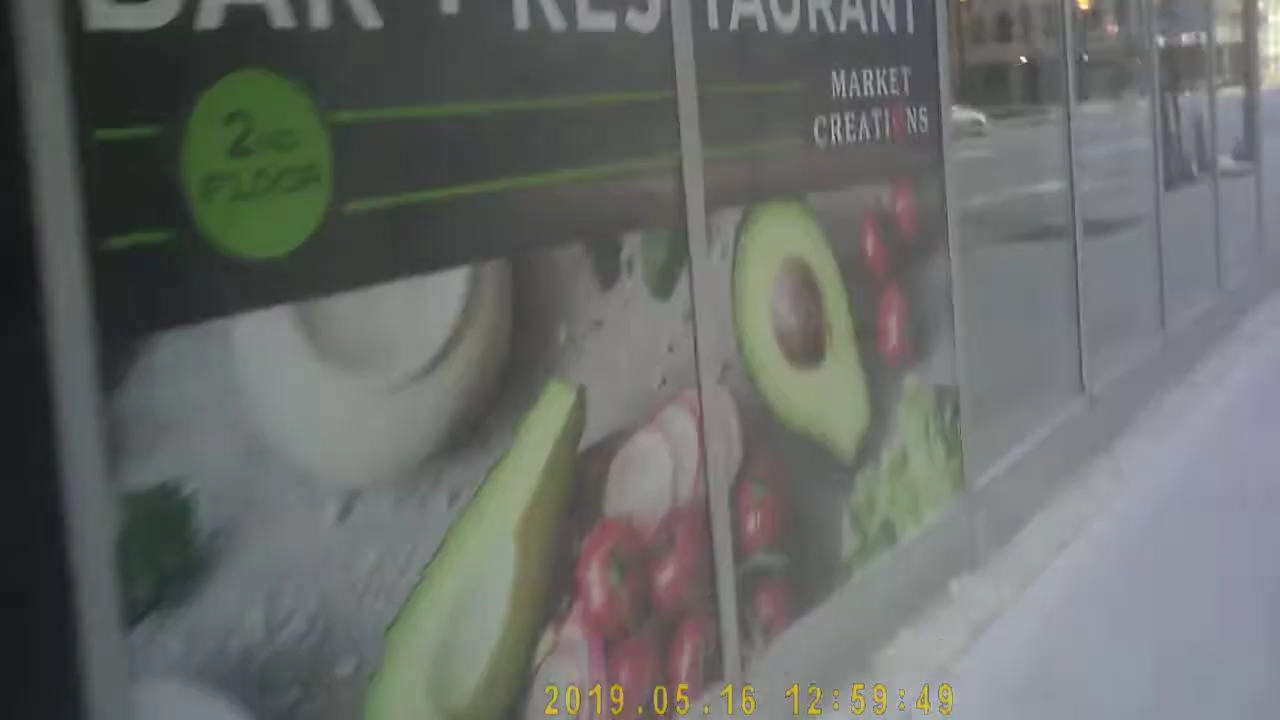 BAR + RESTAURANT
MARKET
CREATIONS
2ND
FLOOR
2019.05.16 12:59:49